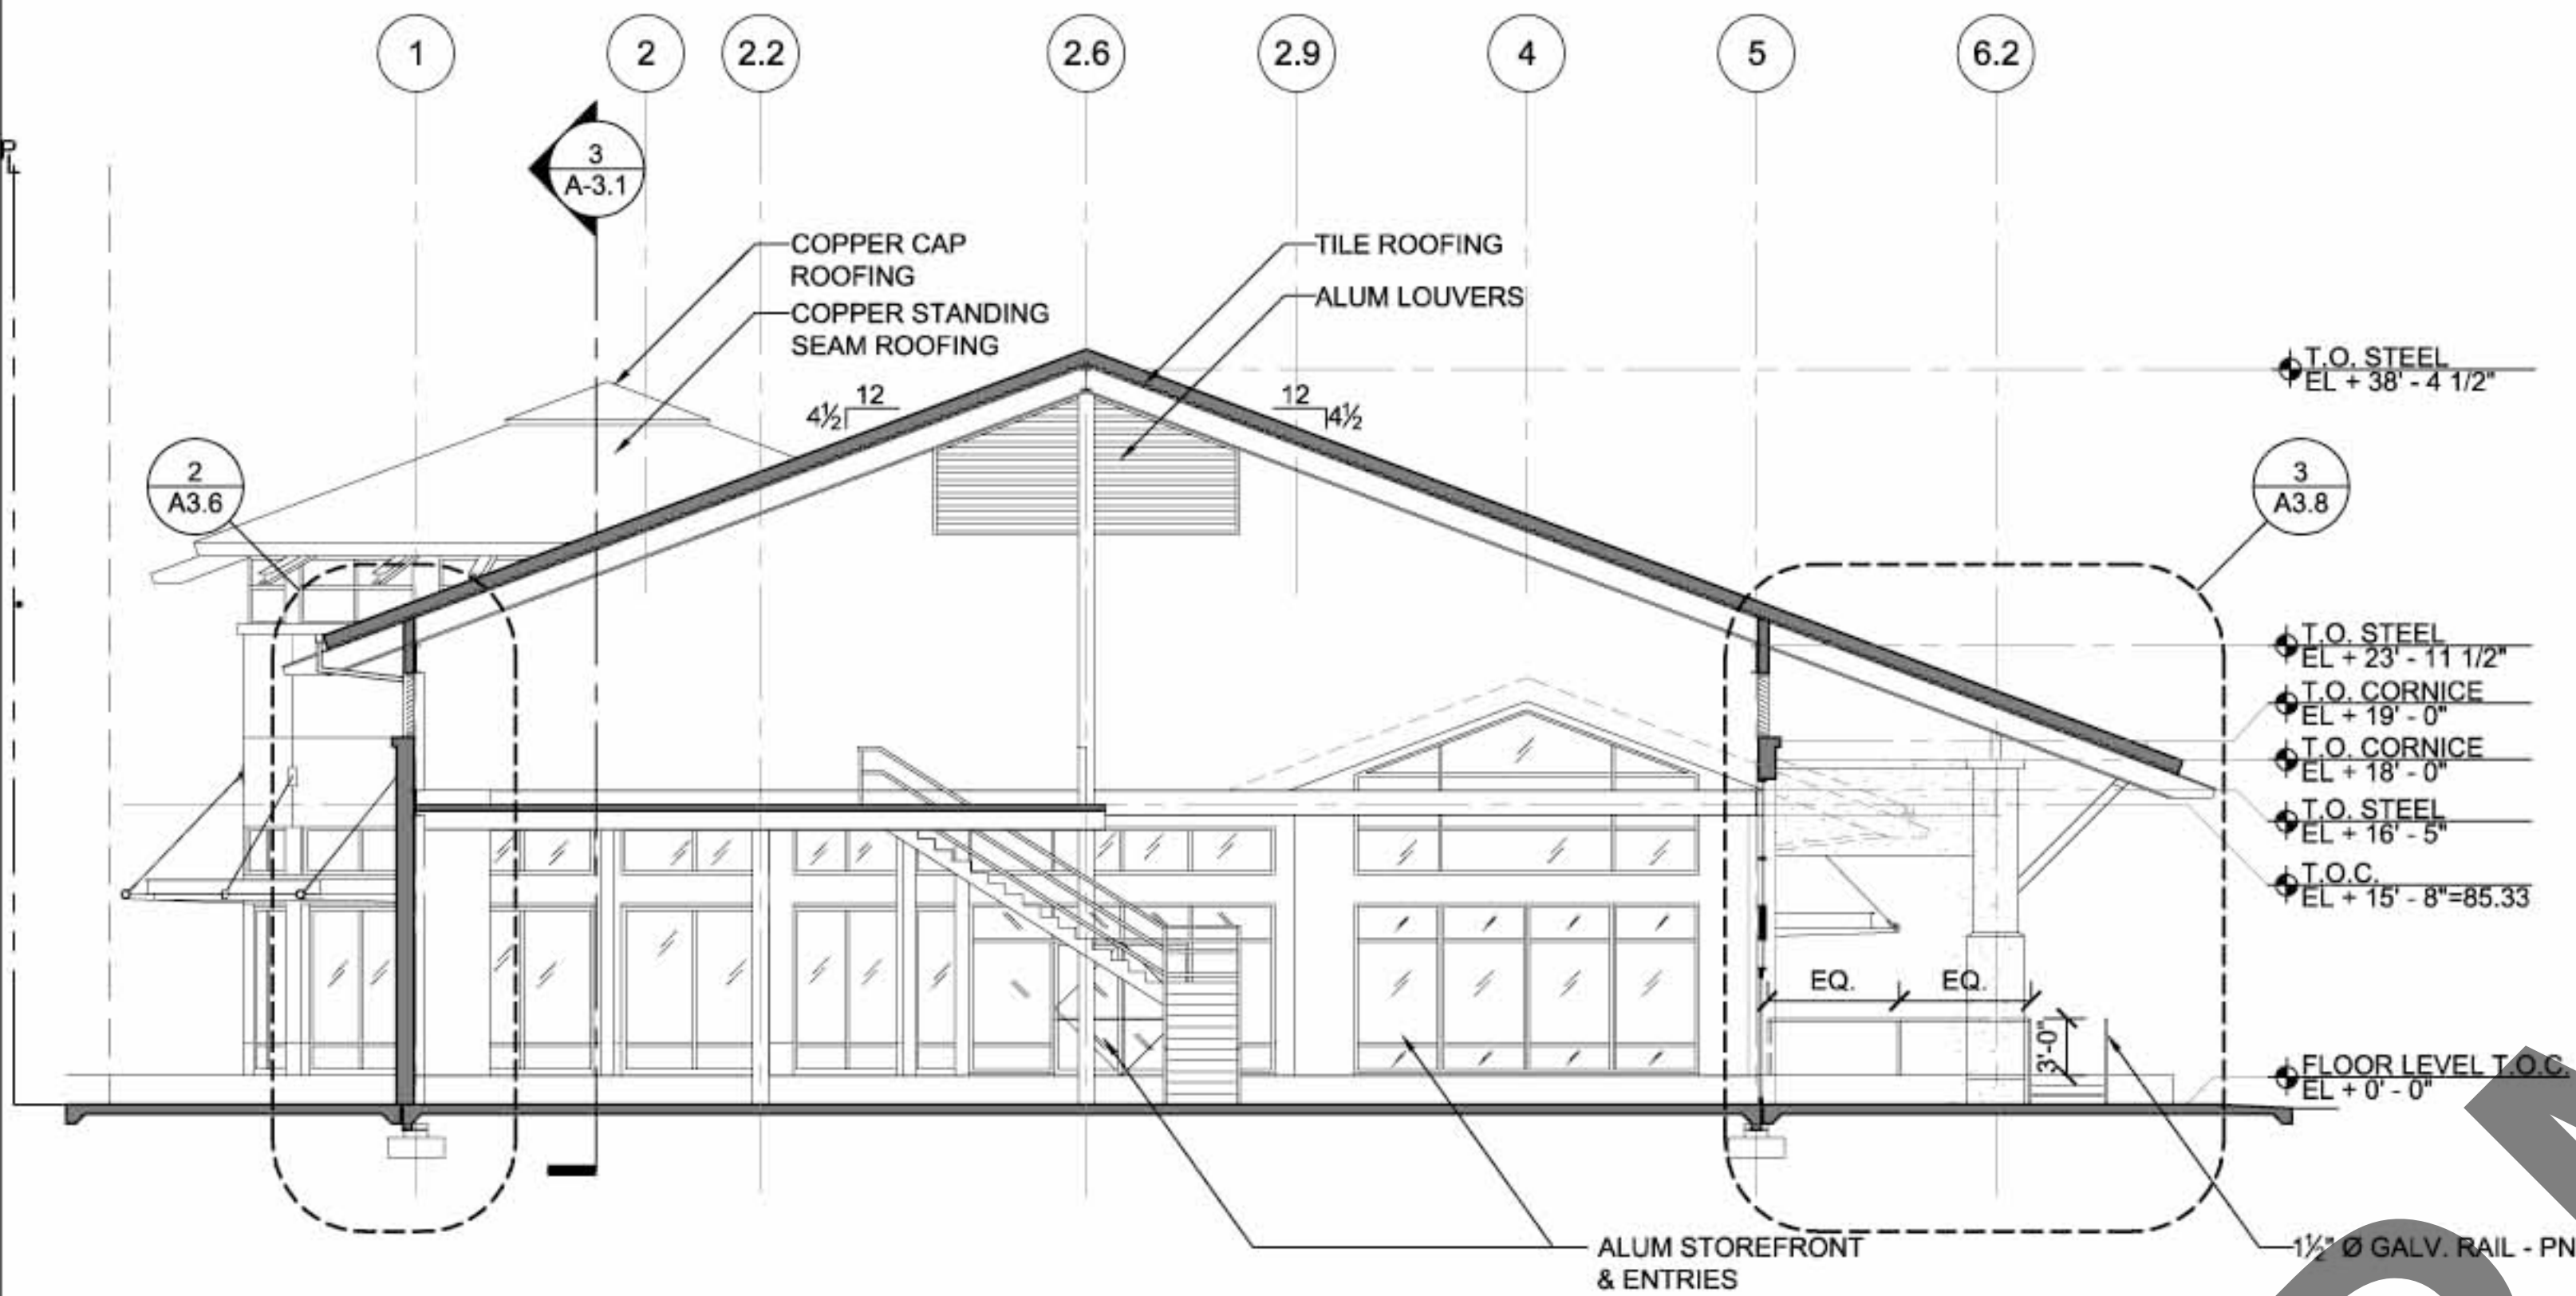 1
2
2.2
2.6
2.9
4
5
6.2
PL
3
A-3.1
COPPER CAP
ROOFING
COPPER STANDING
SEAM ROOFING
TILE ROOFING
ALUM LOUVERS
12
4½
12
4½
T.O. STEEL
EL + 38' - 4 1/2"
2
A3.6
3
A3.8
T.O. STEEL
EL + 23' - 11 1/2"
T.O. CORNICE
EL + 19' - 0"
T.O. CORNICE
EL + 18' - 0"
T.O. STEEL
EL + 16' - 5"
T.O.C.
EL + 15' - 8"=85.33
EQ.
EQ.
3'-0"
FLOOR LEVEL T.O.C.
EL + 0' - 0"
ALUM STOREFRONT
& ENTRIES
1½" Ø GALV. RAIL - PN